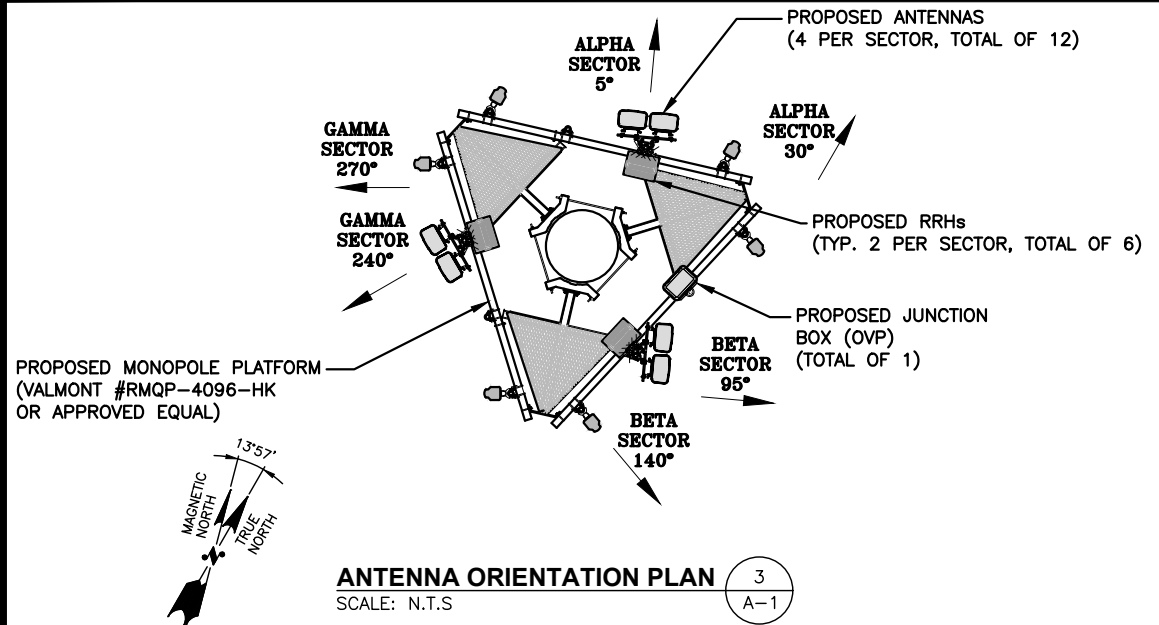 PROPOSED ANTENNAS
(4 PER SECTOR, TOTAL OF 12)
ALPHA
SECTOR
5°
ALPHA
SECTOR
30°
GAMMA
SECTOR
270°
GAMMA
SECTOR
240°
PROPOSED RRHs
(TYP. 2 PER SECTOR, TOTAL OF 6)
PROPOSED JUNCTION
BOX (OVP)
(TOTAL OF 1)
BETA
SECTOR
95°
PROPOSED MONOPOLE PLATFORM
(VALMONT #RMQP-4096-HK
OR APPROVED EQUAL)
BETA
SECTOR
140°
13°57'
MAGNETIC
NORTH
TRUE
NORTH
N
ANTENNA ORIENTATION PLAN
SCALE: N.T.S
3
A-1